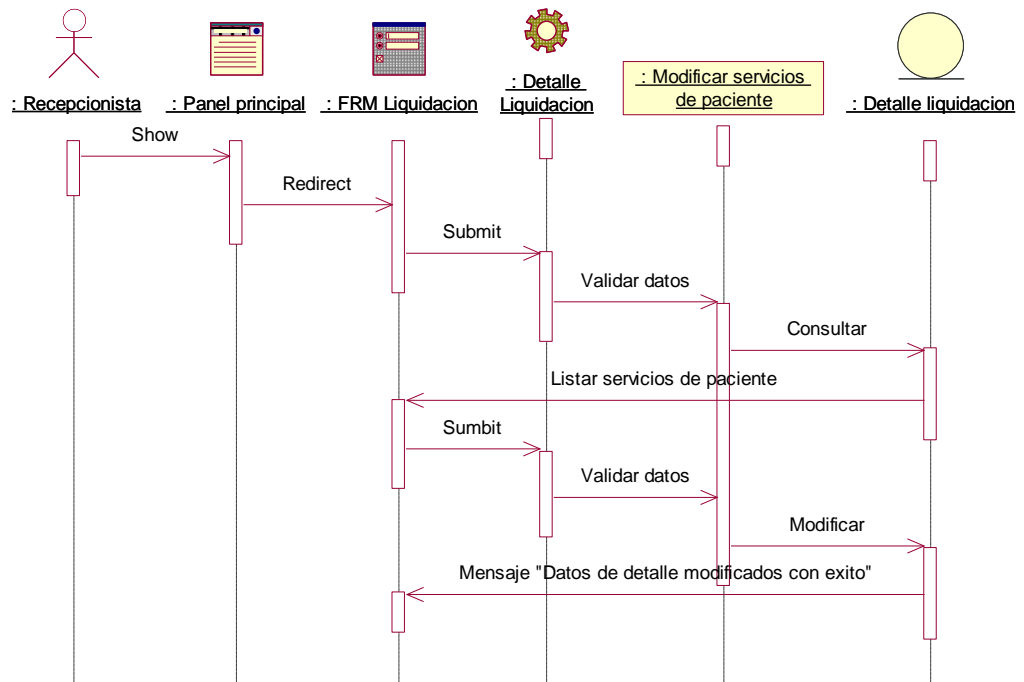 : Recepcionista
: Panel principal
: FRM Liquidacion
: Detalle
Liquidacion
: Modificar servicios
de paciente
: Detalle liquidacion
Show
Redirect
Submit
Validar datos
Consultar
Listar servicios de paciente
Sumbit
Validar datos
Modificar
Mensaje "Datos de detalle modificados con exito"